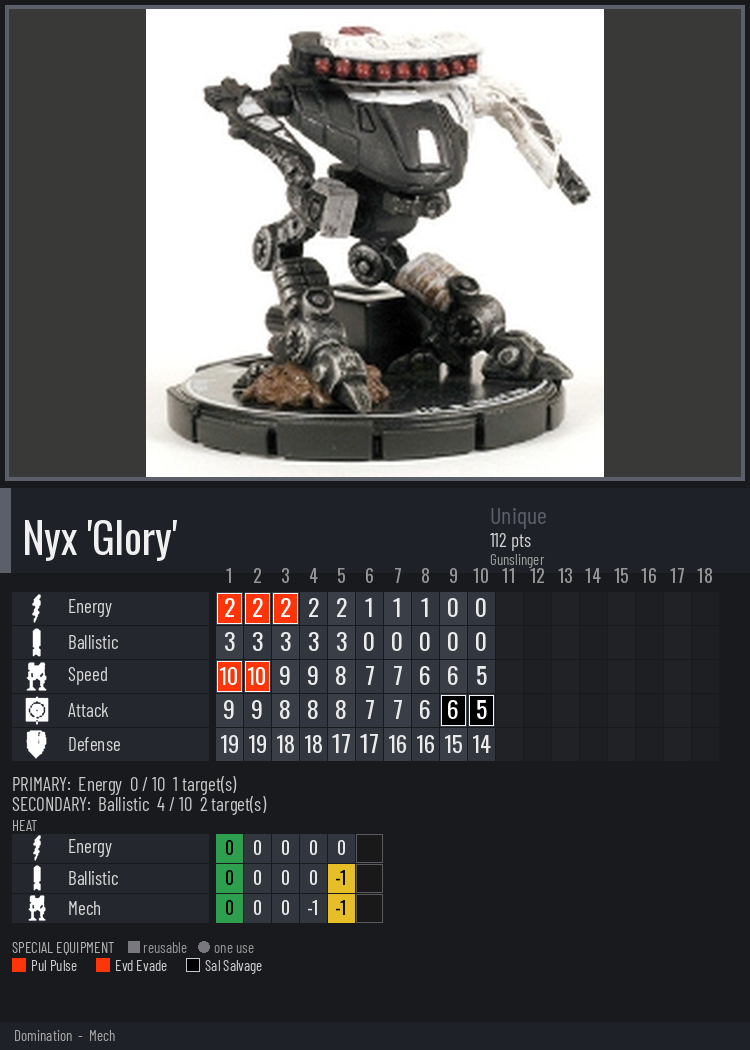 Nyx 'Glory'
Unique
112 pts
Gunslinger
1 2 3 4 5 6 7 8 9 10 11 12 13 14 15 16 17 18
Energy 2 2 2 2 2 1 1 1 0 0
Ballistic 3 3 3 3 3 0 0 0 0 0
Speed 10 10 9 9 8 7 7 6 6 5
Attack 9 9 8 8 8 7 7 6 6 5
Defense 19 19 18 18 17 17 16 16 15 14
PRIMARY: Energy 0 / 10 1 target(s)
SECONDARY: Ballistic 4 / 10 2 target(s)
HEAT
Energy 0 0 0 0 0
Ballistic 0 0 0 0 -1
Mech 0 0 0 -1 -1
SPECIAL EQUIPMENT reusable one use
Pul Pulse Evd Evade Sal Salvage
Domination - Mech